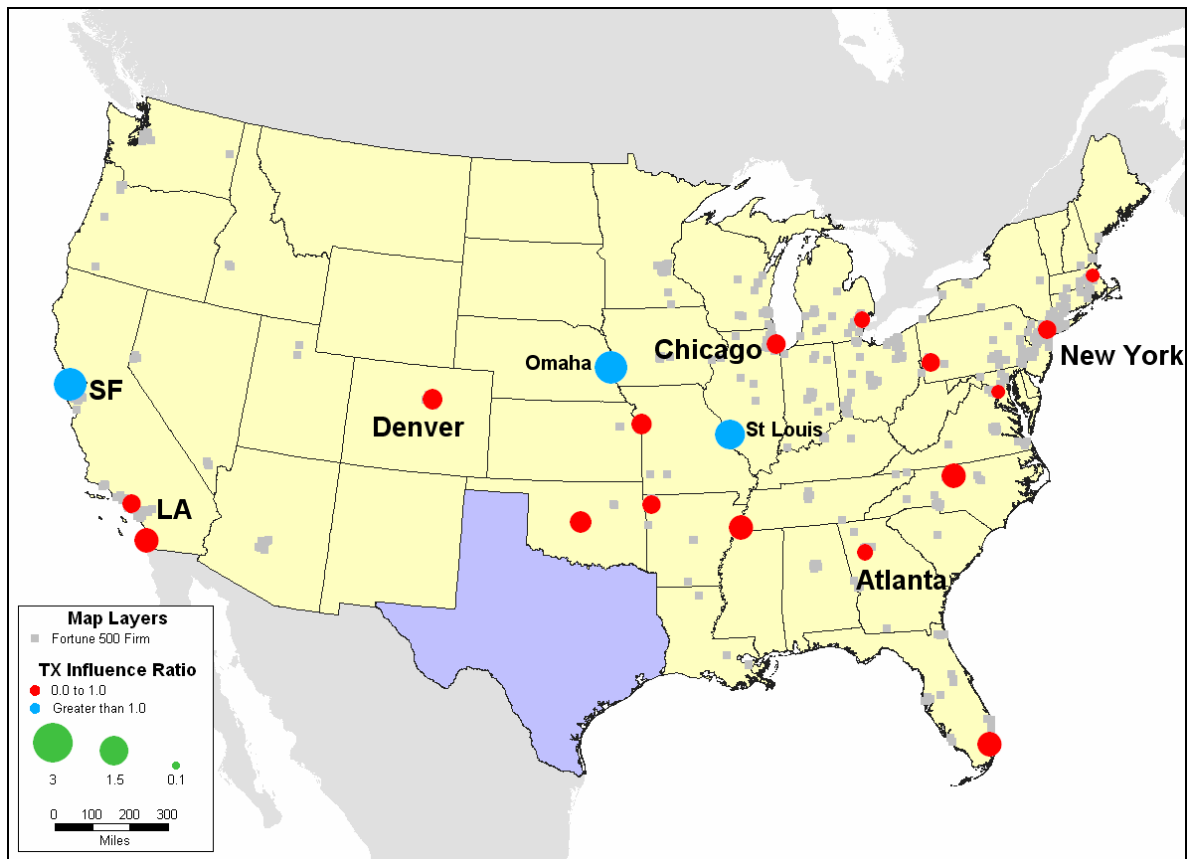 Omaha
Chicago
New York
SF
St Louis
Denver
LA
Atlanta
Map Layers
Fortune 500 Firm
TX Influence Ratio
0.0 to 1.0
Greater than 1.0
3 1.5 0.1
0 100 200 300
Miles